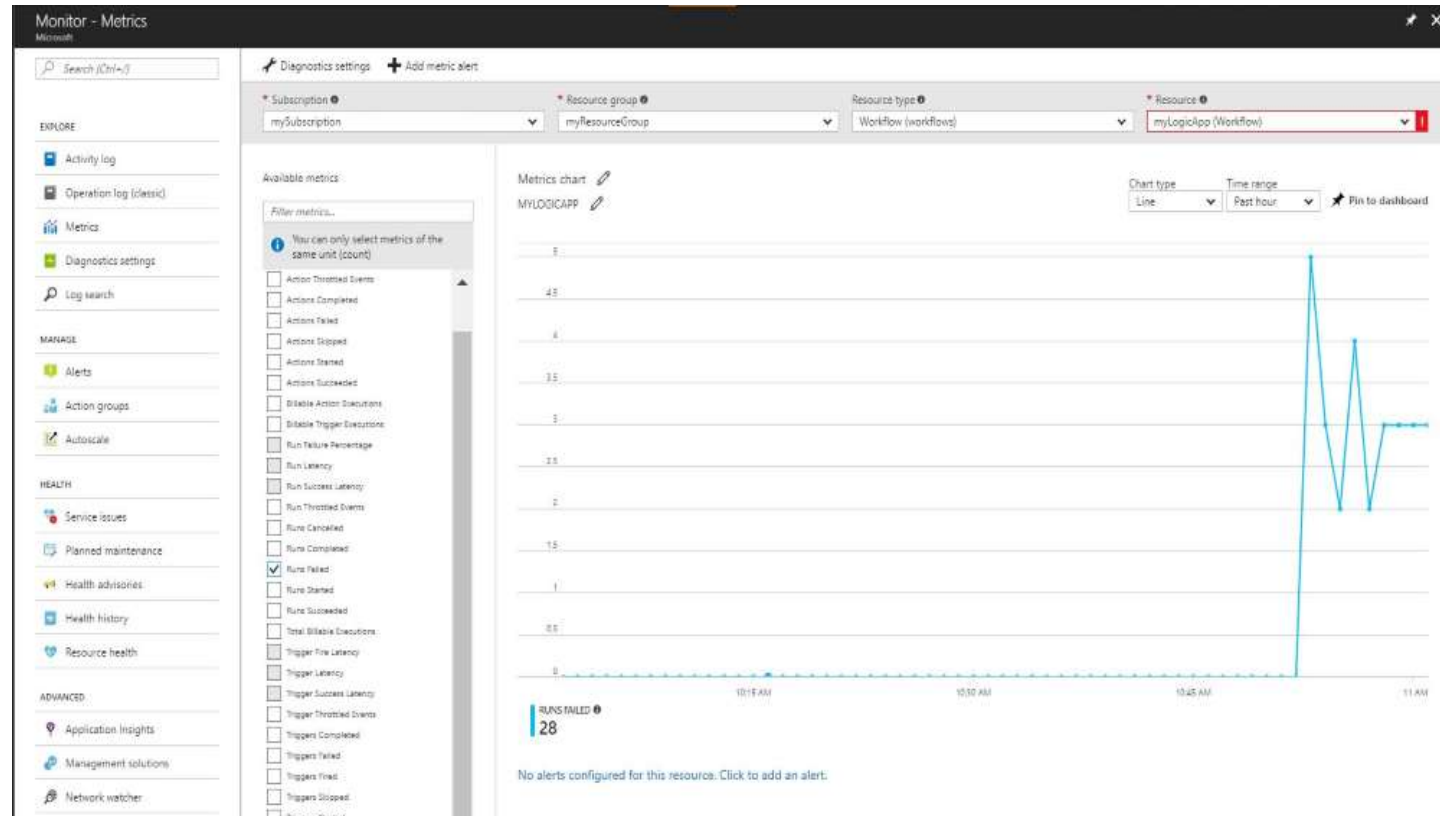 Monitor - Metrics
Microsoft
Search (Ctrl+/)
Diagnostics settings
Add metric alert
* Subscription
* Resource group
Resource type
* Resource
mySubscription
myResourceGroup
Workflow (workflows)
myLogicApp (Workflow)
EXPLORE
Activity log
Operation log (classic)
Metrics
Diagnostics settings
Log search
MANAGE
Alerts
Action groups
Autoscale
HEALTH
Service issues
Planned maintenance
Health advisories
Health history
Resource health
ADVANCED
Application Insights
Management solutions
Network watcher
Available metrics
Filter metrics...
You can only select metrics of the
same unit (count)
Action Throttled Events
Actions Completed
Actions Failed
Actions Skipped
Actions Started
Actions Succeeded
Billable Action Executions
Billable Trigger Executions
Run Failure Percentage
Run Latency
Run Success Latency
Run Throttled Events
Runs Cancelled
Runs Completed
Runs Failed
Runs Started
Runs Succeeded
Total Billable Executions
Trigger Fire Latency
Trigger Latency
Trigger Success Latency
Trigger Throttled Events
Triggers Completed
Triggers Failed
Triggers Fired
Triggers Skipped
Metrics chart
MYLOGICAPP
Chart type
Time range
Line
Past hour
Pin to dashboard
5
4.5
4
3.5
3
2.5
2
1.5
1
0.5
0
10:15 AM
10:30 AM
10:45 AM
11 AM
RUNS FAILED
28
No alerts configured for this resource. Click to add an alert.